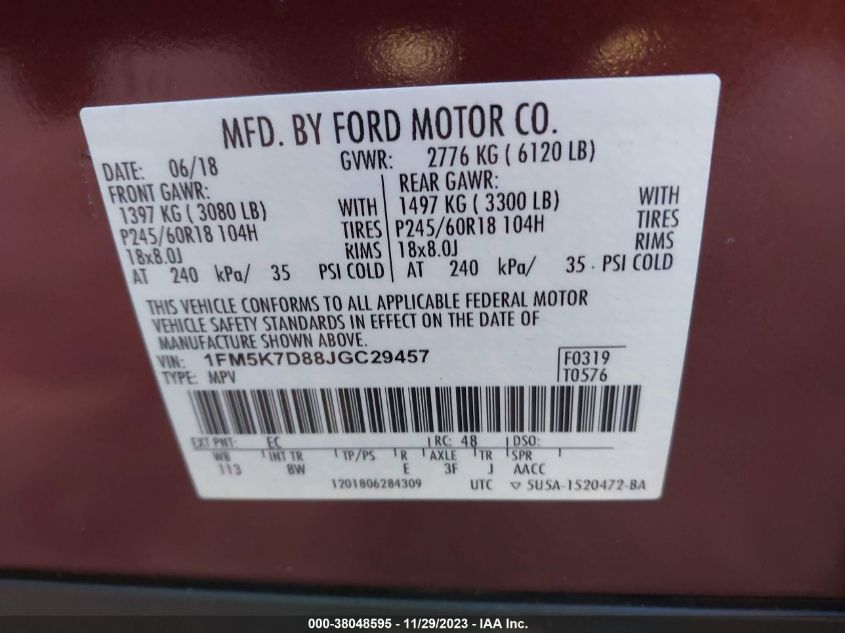 MFD. BY FORD MOTOR CO.
DATE: 06/18 GVWR: 2776 KG ( 6120 LB)
FRONT GAWR: REAR GAWR:
1397 KG ( 3080 LB) WITH 1497 KG ( 3300 LB) WITH
P245/60R18 104H TIRES P245/60R18 104H TIRES
18x8.0J RIMS 18x8.0J RIMS
AT 240 kPa/ 35 PSI COLD AT 240 kPa/ 35 PSI COLD
THIS VEHICLE CONFORMS TO ALL APPLICABLE FEDERAL MOTOR
VEHICLE SAFETY STANDARDS IN EFFECT ON THE DATE OF
MANUFACTURE SHOWN ABOVE.
VIN: 1FM5K7D88JGC29457 F0319
TYPE: MPV T0576
EXT PNT: EC RC: 48 DSO:
WB INT TR TP/PS R AXLE TR SPR
113 8W E 3F J AACC
1201806284309 UTC ▽ 5U5A-1520472-BA
000-38048595 - 11/29/2023 - IAA Inc.